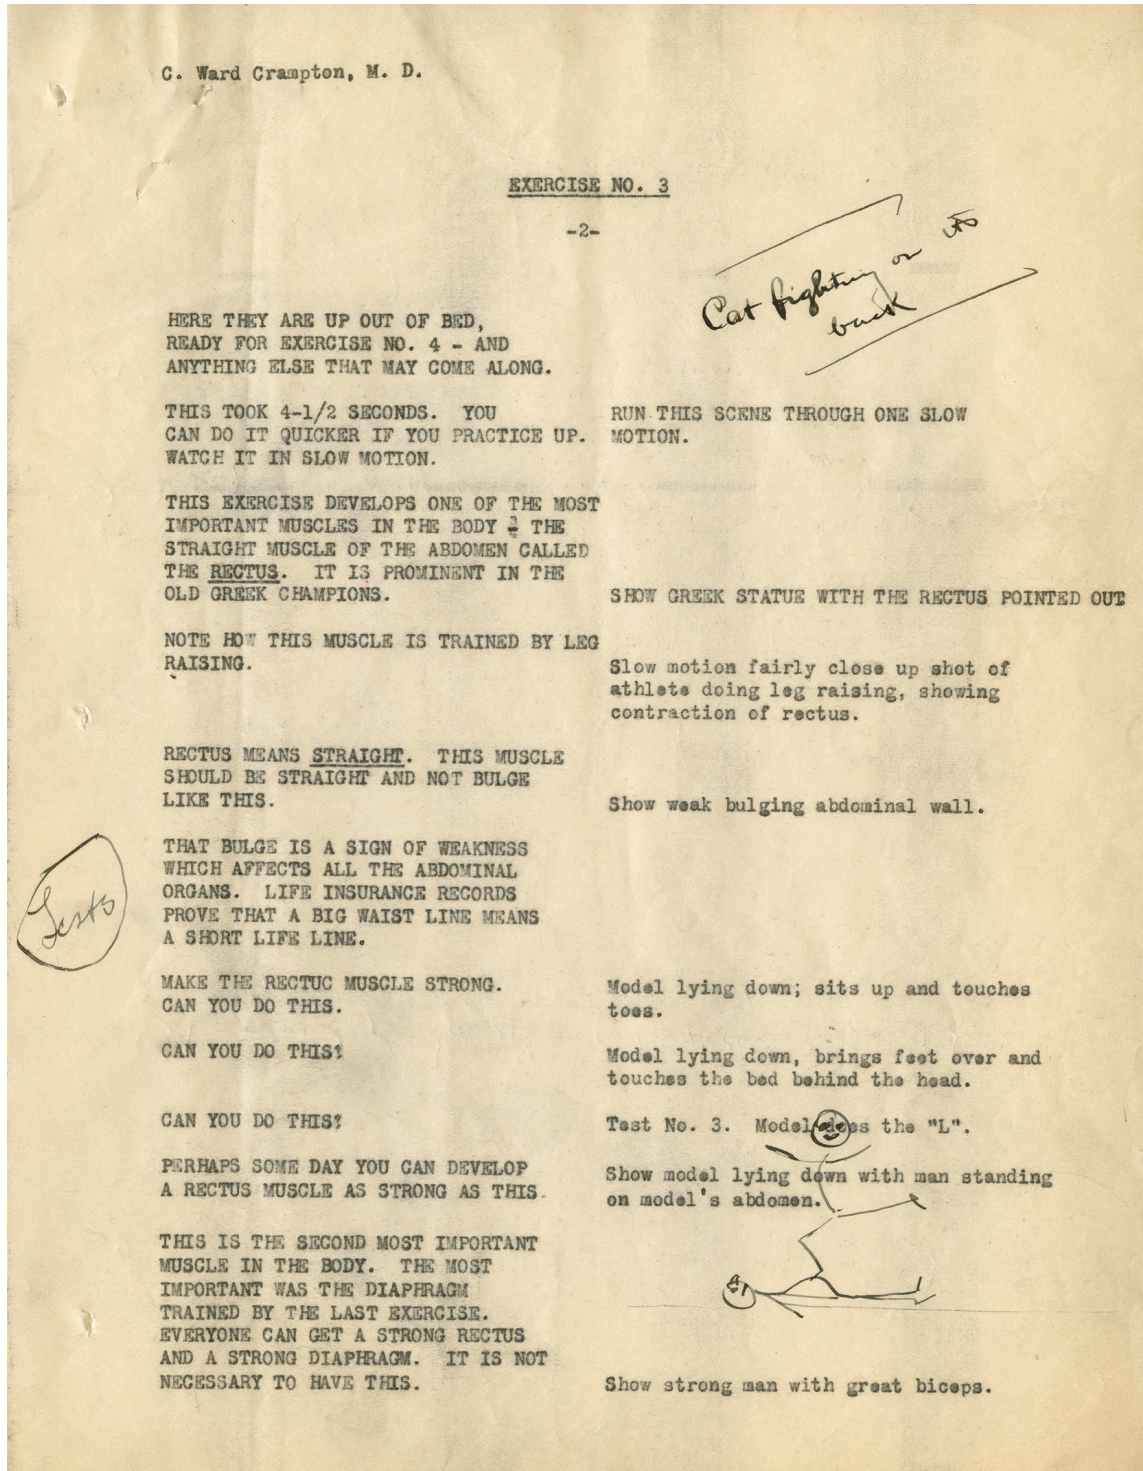 C. Ward Crampton, M. D.
EXERCISE NO. 3
-2-
Cat fighting on its
back
HERE THEY ARE UP OUT OF BED,
READY FOR EXERCISE NO. 4 - AND
ANYTHING ELSE THAT MAY COME ALONG.
THIS TOOK 4-1/2 SECONDS. YOU
CAN DO IT QUICKER IF YOU PRACTICE UP.
WATCH IT IN SLOW MOTION.
RUN THIS SCENE THROUGH ONE SLOW
MOTION.
THIS EXERCISE DEVELOPS ONE OF THE MOST
IMPORTANT MUSCLES IN THE BODY - THE
STRAIGHT MUSCLE OF THE ABDOMEN CALLED
THE RECTUS. IT IS PROMINENT IN THE
OLD GREEK CHAMPIONS.
SHOW GREEK STATUE WITH THE RECTUS POINTED OUT
NOTE HOW THIS MUSCLE IS TRAINED BY LEG
RAISING.
Slow motion fairly close up shot of
athlete doing leg raising, showing
contraction of rectus.
RECTUS MEANS STRAIGHT. THIS MUSCLE
SHOULD BE STRAIGHT AND NOT BULGE
LIKE THIS.
Show weak bulging abdominal wall.
THAT BULGE IS A SIGN OF WEAKNESS
WHICH AFFECTS ALL THE ABDOMINAL
ORGANS. LIFE INSURANCE RECORDS
PROVE THAT A BIG WAIST LINE MEANS
A SHORT LIFE LINE.
Tests
MAKE THE RECTUC MUSCLE STRONG.
CAN YOU DO THIS.
Model lying down; sits up and touches
toes.
CAN YOU DO THIS?
Model lying down, brings feet over and
touches the bed behind the head.
CAN YOU DO THIS?
Test No. 3. Model does the "L".
PERHAPS SOME DAY YOU CAN DEVELOP
A RECTUS MUSCLE AS STRONG AS THIS.
Show model lying down with man standing
on model's abdomen.
THIS IS THE SECOND MOST IMPORTANT
MUSCLE IN THE BODY. THE MOST
IMPORTANT WAS THE DIAPHRAGM
TRAINED BY THE LAST EXERCISE.
EVERYONE CAN GET A STRONG RECTUS
AND A STRONG DIAPHRAGM. IT IS NOT
NECESSARY TO HAVE THIS.
Show strong man with great biceps.